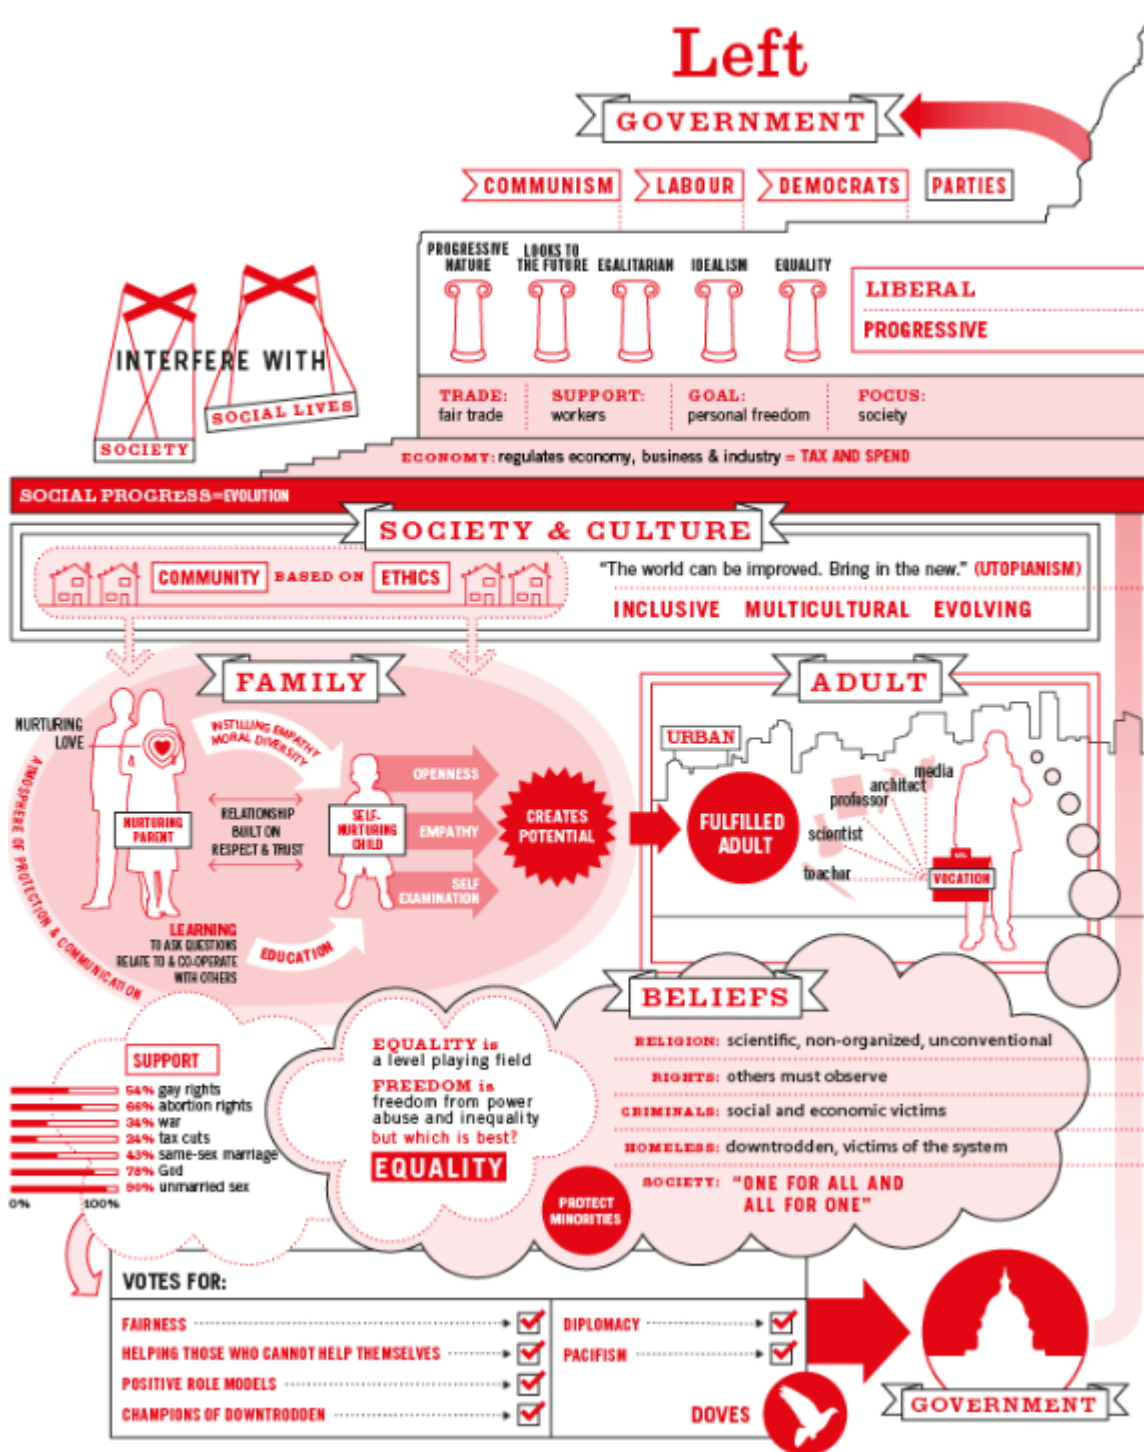 Left
GOVERNMENT
COMMUNISM
LABOUR
DEMOCRATS
PARTIES
PROGRESSIVE
NATURE
LOOKS TO
THE FUTURE
EGALITARIAN
IDEALISM
EQUALITY
LIBERAL
PROGRESSIVE
INTERFERE WITH
SOCIETY
SOCIAL LIVES
TRADE:
fair trade
SUPPORT:
workers
GOAL:
personal freedom
FOCUS:
society
ECONOMY: regulates economy, business & industry = TAX AND SPEND
SOCIAL PROGRESS=EVOLUTION
SOCIETY & CULTURE
COMMUNITY BASED ON ETHICS
"The world can be improved. Bring in the new." (UTOPIANISM)
INCLUSIVE MULTICULTURAL EVOLVING
FAMILY
NURTURING
LOVE
ATMOSPHERE OF PROTECTION & COMMUNICATION
INSTILLING EMPATHY
MORAL DIVERSITY
NURTURING
PARENT
RELATIONSHIP
BUILT ON
RESPECT & TRUST
SELF-
NURTURING
CHILD
OPENNESS
EMPATHY
SELF
EXAMINATION
CREATES
POTENTIAL
LEARNING
TO ASK QUESTIONS
RELATE TO & CO-OPERATE
WITH OTHERS
EDUCATION
ADULT
URBAN
FULFILLED
ADULT
media
architect
professor
scientist
teacher
VOCATION
BELIEFS
RELIGION: scientific, non-organized, unconventional
RIGHTS: others must observe
CRIMINALS: social and economic victims
HOMELESS: downtrodden, victims of the system
SOCIETY: "ONE FOR ALL AND
ALL FOR ONE"
EQUALITY is
a level playing field
FREEDOM is
freedom from power
abuse and inequality
but which is best?
EQUALITY
PROTECT
MINORITIES
SUPPORT
54% gay rights
66% abortion rights
34% war
24% tax cuts
43% same-sex marriage
78% God
90% unmarried sex
0% 100%
VOTES FOR:
FAIRNESS
HELPING THOSE WHO CANNOT HELP THEMSELVES
POSITIVE ROLE MODELS
CHAMPIONS OF DOWNTRODDEN
DIPLOMACY
PACIFISM
DOVES
GOVERNMENT